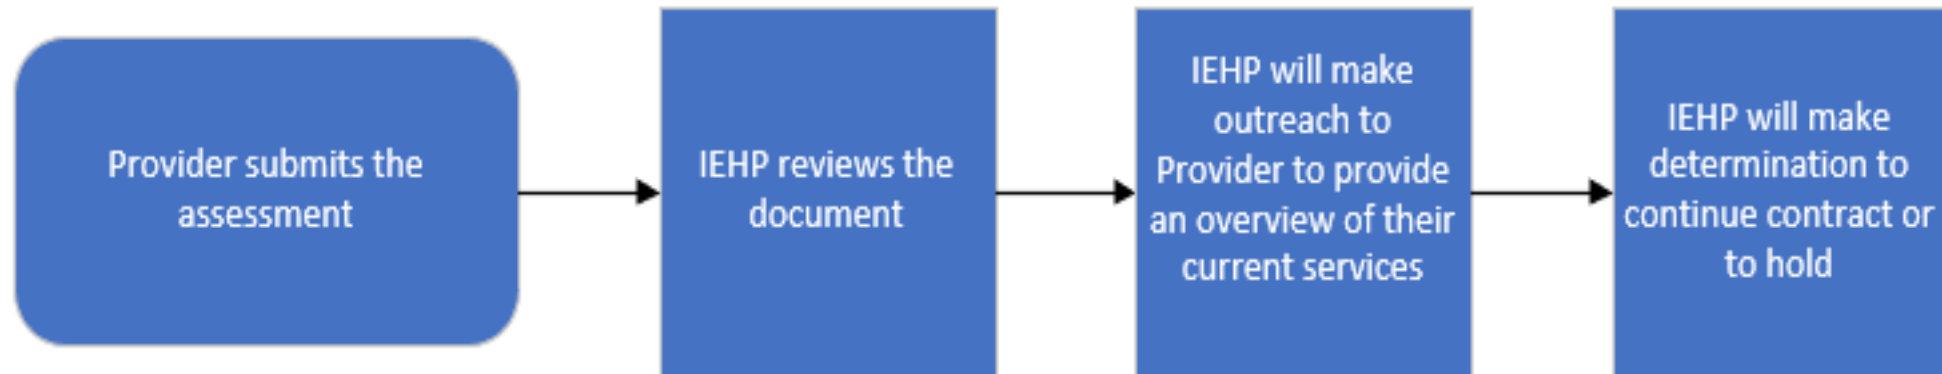 Provider submits the
assessment
IEHP reviews the
document
IEHP will make
outreach to
Provider to provide
an overview of their
current services
IEHP will make
determination to
continue contract or
to hold